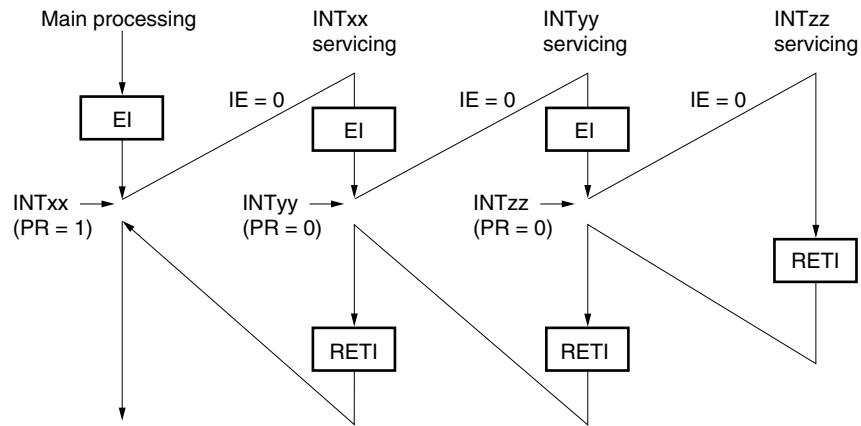 Main processing
INTxx
servicing
INTyy
servicing
INTzz
servicing
EI
IE = 0
EI
IE = 0
EI
IE = 0
INTxx
(PR = 1)
INTyy
(PR = 0)
INTzz
(PR = 0)
RETI
RETI
RETI